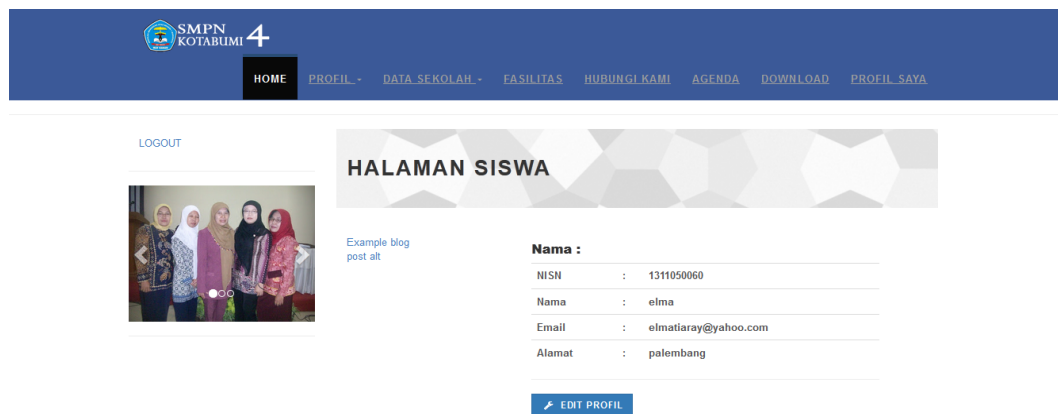 SMPN
KOTABUMI 4
HOME PROFIL DATA SEKOLAH FASILITAS HUBUNGI KAMI AGENDA DOWNLOAD PROFIL SAYA
LOGOUT
HALAMAN SISWA
Example blog
post alt
Nama :
NISN : 1311050060
Nama : elma
Email : elmatiaray@yahoo.com
Alamat : palembang
EDIT PROFIL